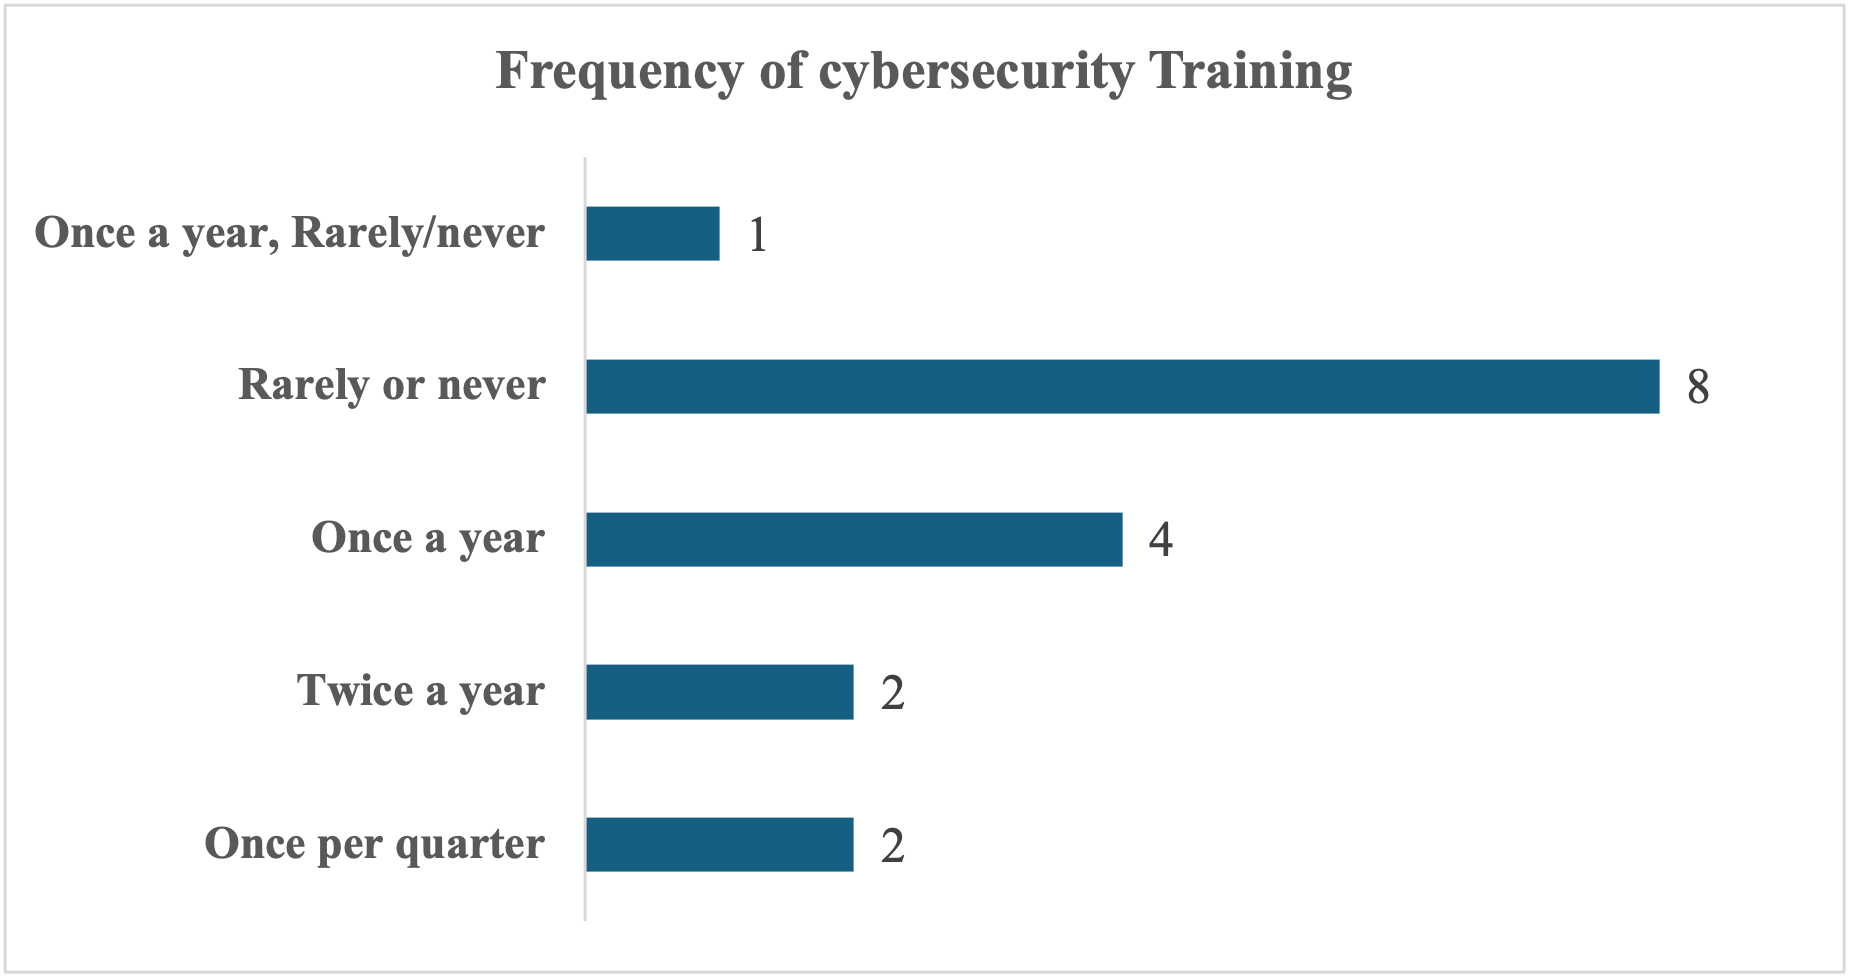 Frequency of cybersecurity Training
Once a year, Rarely/never 1
Rarely or never 8
Once a year 4
Twice a year 2
Once per quarter 2